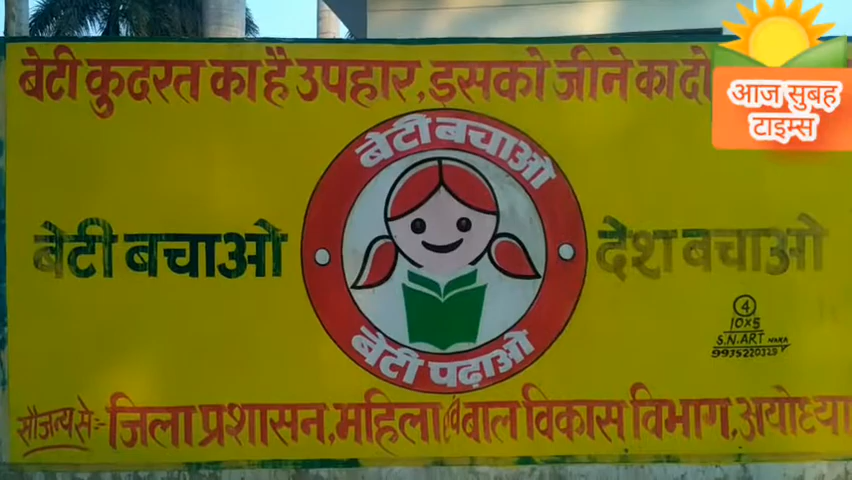 बेटी कुदरत का है उपहार, इसको जीने का दो
आज सुबह
टाइम्स
बेटी बचाओ
बेटी बचाओ
देश बचाओ
बेटी पढ़ाओ
4
10x5
S.N.ART NAKA
9935220329
सौजन्य से :- जिला प्रशासन, महिला एवं बाल विकास विभाग, अयोध्या